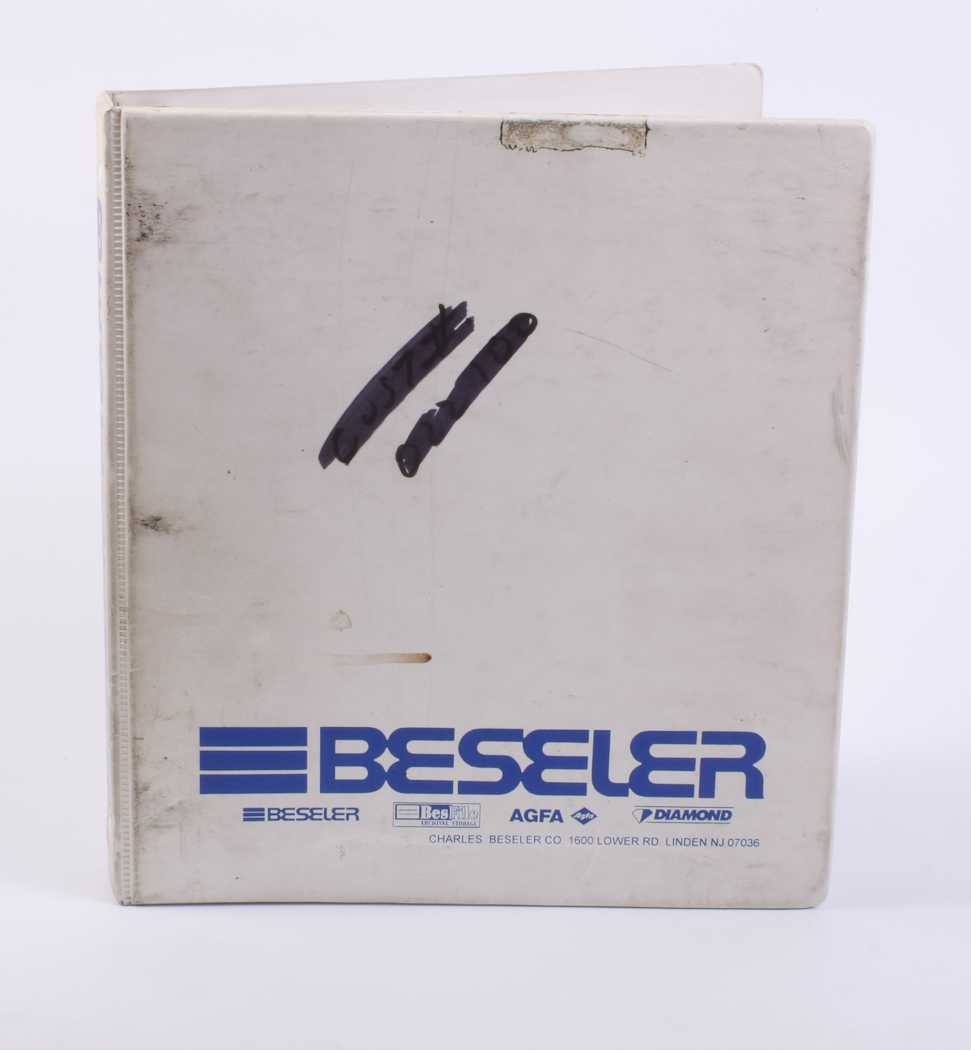 BESELER
BESELER BesFile ARCHIVAL STORAGE AGFA Agfa DIAMOND
CHARLES BESELER CO. 1600 LOWER RD. LINDEN NJ 07036